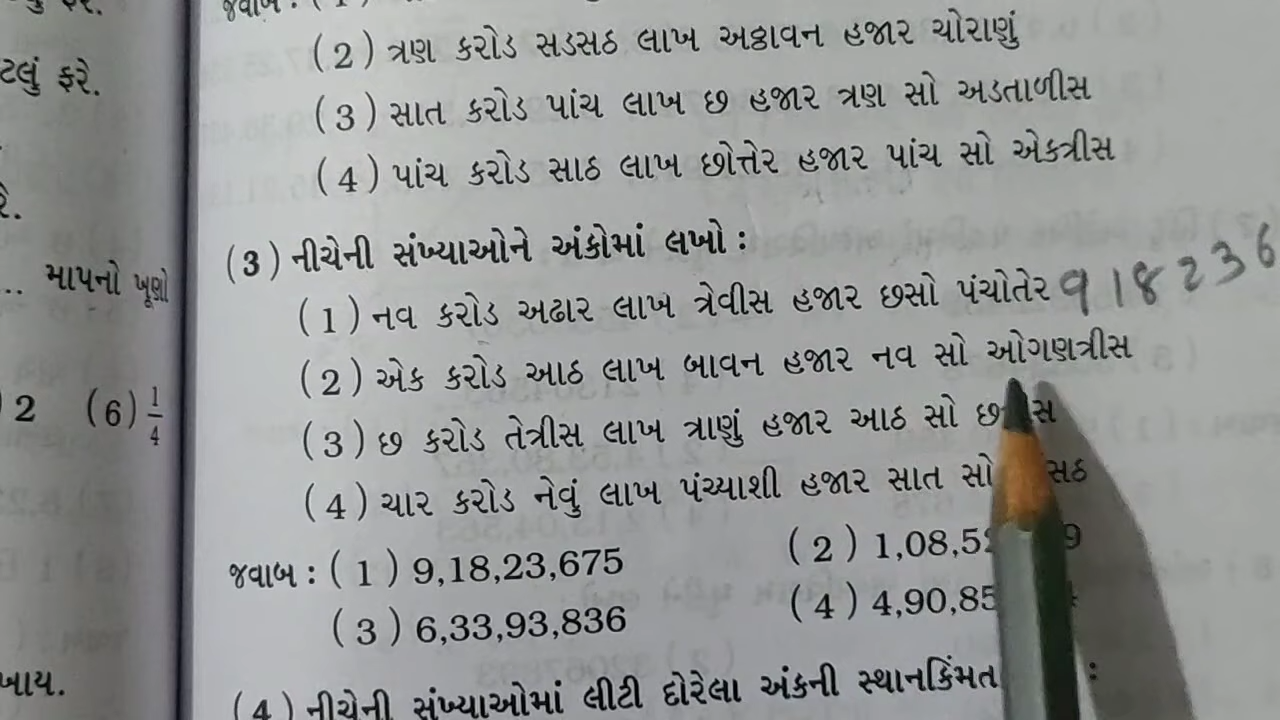 જવાબ : ( 1 )
ટલું ફરે.
( 2 ) ત્રણ કરોડ સડસઠ લાખ અઠ્ઠાવન હજાર ચોરાણું
( 3 ) સાત કરોડ પાંચ લાખ છ હજાર ત્રણ સો અડતાળીસ
( 4 ) પાંચ કરોડ સાઠ લાખ છોત્તેર હજાર પાંચ સો એકત્રીસ
રે.
(3) નીચેની સંખ્યાઓને અંકોમાં લખો :
... માપનો ખૂણો
( 1 ) નવ કરોડ અઢાર લાખ ત્રેવીસ હજાર છસો પંચોતેર 918236
( 2 ) એક કરોડ આઠ લાખ બાવન હજાર નવ સો ઓગણત્રીસ
) 2 (6) 1/4
( 3 ) છ કરોડ તેત્રીસ લાખ ત્રાણું હજાર આઠ સો
( 4 ) ચાર કરોડ નેવું લાખ પંચ્યાશી હજાર સાત સો
જવાબ : ( 1 ) 9,18,23,675 ( 2 ) 1,08,5
( 3 ) 6,33,93,836 ( 4 ) 4,90,85
ખાય.
(4) નીચેની સંખ્યાઓમાં લીટી દોરેલા અંકની સ્થાનકિંમત :